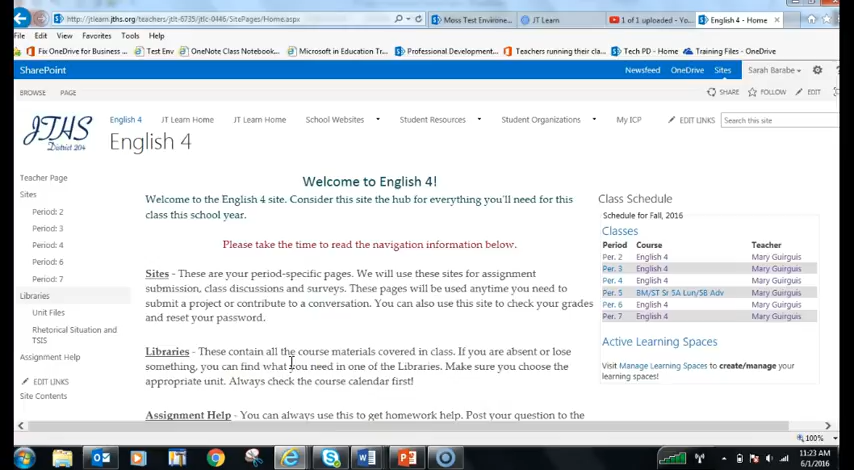 http://jtlearn.jths.org/teachers/jtlt-6735/jtlc-0446/SitePages/Home.aspx
Moss Test Environme...
JT Learn
1 of 1 uploaded - You...
English 4 - Home
File Edit View Favorites Tools Help
Fix OneDrive for Business ...
Test Env
OneNote Class Notebook...
Microsoft in Education Tr...
Professional Development...
Teachers running their clas...
Tech PD - Home
Training Files - OneDrive
SharePoint
Newsfeed OneDrive Sites Sarah Barabe
BROWSE PAGE
SHARE FOLLOW EDIT
JTHS
District 204
English 4 JT Learn Home JT Learn Home School Websites Student Resources Student Organizations My ICP EDIT LINKS
Search this site
English 4
Teacher Page
Sites
Period: 2
Period: 3
Period: 4
Period: 6
Period: 7
Libraries
Unit Files
Rhetorical Situation and
TSIS
Assignment Help
EDIT LINKS
Site Contents
Welcome to English 4!
Welcome to the English 4 site. Consider this site the hub for everything you'll need for this
class this school year.
Please take the time to read the navigation information below.
Sites - These are your period-specific pages. We will use these sites for assignment
submission, class discussions and surveys. These pages will be used anytime you need to
submit a project or contribute to a conversation. You can also use this site to check your grades
and reset your password.
Libraries - These contain all the course materials covered in class. If you are absent or lose
something, you can find what you need in one of the Libraries. Make sure you choose the
appropriate unit. Always check the course calendar first!
Assignment Help - You can always use this to get homework help. Post your question to the
Class Schedule
Schedule for Fall, 2016
Classes
Period Course Teacher
Per. 2 English 4 Mary Guirguis
Per. 3 English 4 Mary Guirguis
Per. 4 English 4 Mary Guirguis
Per. 5 BM/ST Sr SA Lun/SB Adv Mary Guirguis
Per. 6 English 4 Mary Guirguis
Per. 7 English 4 Mary Guirguis
Active Learning Spaces
Visit Manage Learning Spaces to create/manage your
learning spaces!
100%
11:23 AM
6/1/2016